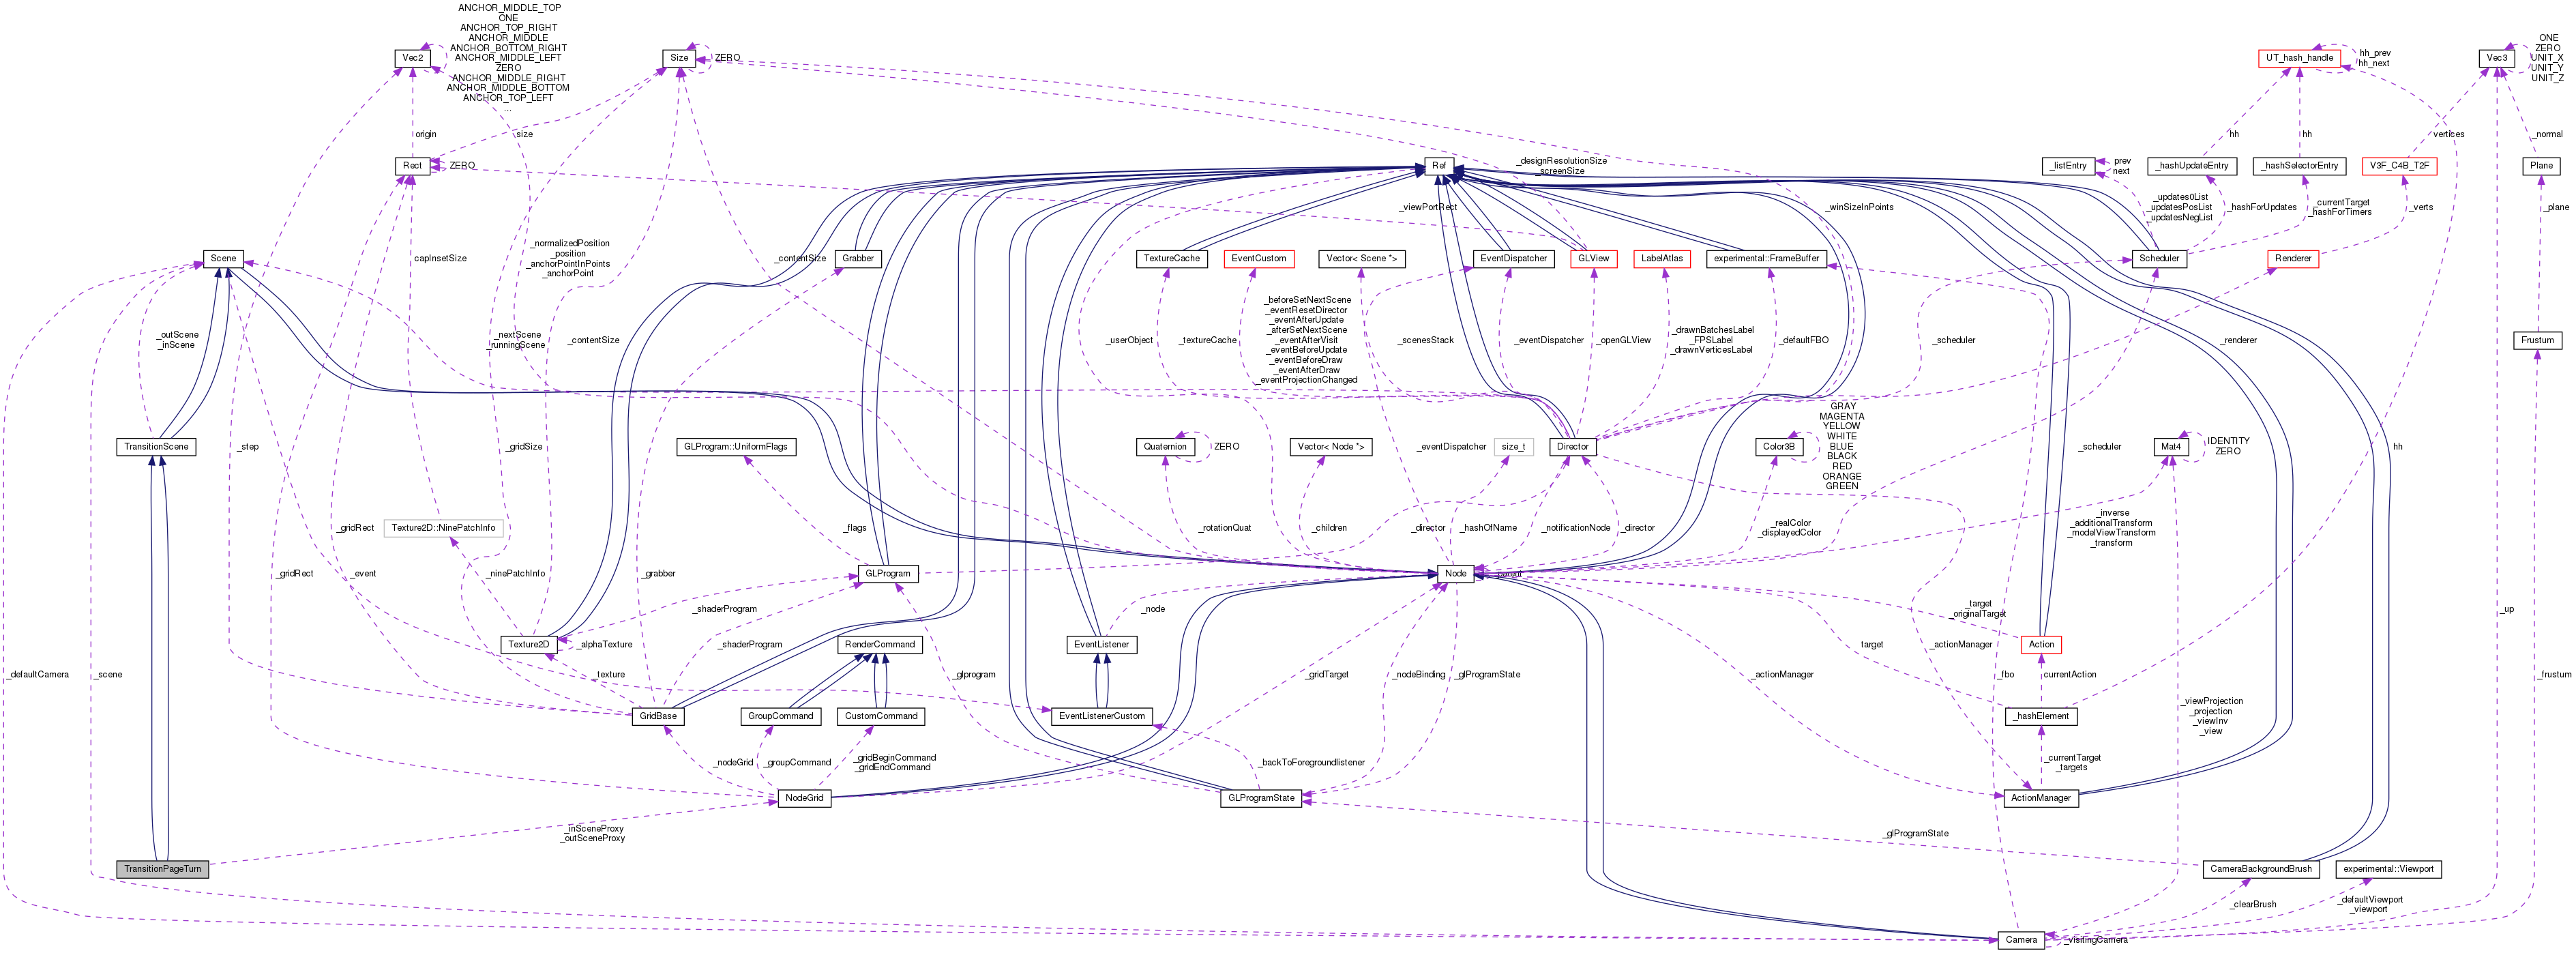 ANCHOR_MIDDLE_TOP
ONE
ANCHOR_TOP_RIGHT
ANCHOR_MIDDLE
ANCHOR_BOTTOM_RIGHT
ANCHOR_MIDDLE_LEFT
ZERO
ANCHOR_MIDDLE_RIGHT
ANCHOR_MIDDLE_BOTTOM
ANCHOR_TOP_LEFT
...
Vec2
Size
ZERO
UT_hash_handle
hh_prev
hh_next
Vec3
ONE
ZERO
UNIT_X
UNIT_Y
UNIT_Z
origin
size
hh
hh
vertices
_normal
Rect
ZERO
Ref
_designResolutionSize
_screenSize
_listEntry
prev
next
_hashUpdateEntry
_hashSelectorEntry
V3F_C4B_T2F
Plane
_viewPortRect
_winSizeInPoints
_updates0List
_updatesPosList
_updatesNegList
_hashForUpdates
_currentTarget
_hashForTimers
_verts
_plane
Scene
capInsetSize
_normalizedPosition
_position
_anchorPointInPoints
_anchorPoint
_contentSize
Grabber
TextureCache
EventCustom
Vector< Scene *>
EventDispatcher
GLView
LabelAtlas
experimental::FrameBuffer
Scheduler
Renderer
_outScene
_inScene
_nextScene
_runningScene
_contentSize
_userObject
_textureCache
_beforeSetNextScene
_eventResetDirector
_eventAfterUpdate
_afterSetNextScene
_eventAfterVisit
_eventBeforeUpdate
_eventBeforeDraw
_eventAfterDraw
_eventProjectionChanged
_scenesStack
_eventDispatcher
_openGLView
_drawnBatchesLabel
_FPSLabel
_drawnVerticesLabel
_defaultFBO
_scheduler
_renderer
Frustum
TransitionScene
_step
_gridSize
GLProgram::UniformFlags
Quaternion
ZERO
Vector< Node *>
_eventDispatcher
size_t
Director
Color3B
GRAY
MAGENTA
YELLOW
WHITE
BLUE
BLACK
RED
ORANGE
GREEN
_scheduler
Mat4
IDENTITY
ZERO
hh
_gridRect
Texture2D::NinePatchInfo
_flags
_director
_rotationQuat
_children
_hashOfName
_notificationNode
_director
_realColor
_displayedColor
_inverse
_additionalTransform
_modelViewTransform
_transform
_gridRect
_event
_ninePatchInfo
_grabber
GLProgram
Node
_parent
_shaderProgram
_node
_target
_originalTarget
_up
Texture2D
_alphaTexture
_shaderProgram
RenderCommand
EventListener
target
_actionManager
Action
_defaultCamera
_scene
_texture
_glprogram
_gridTarget
_nodeBinding
_glProgramState
_actionManager
_fbo
currentAction
_frustum
GridBase
GroupCommand
CustomCommand
EventListenerCustom
_hashElement
_viewProjection
_projection
_viewInv
_view
_nodeGrid
_groupCommand
_gridBeginCommand
_gridEndCommand
_backToForegroundlistener
_currentTarget
_targets
NodeGrid
GLProgramState
ActionManager
_inSceneProxy
_outSceneProxy
_glProgramState
TransitionPageTurn
CameraBackgroundBrush
experimental::Viewport
_clearBrush
_defaultViewport
_viewport
Camera
_visitingCamera